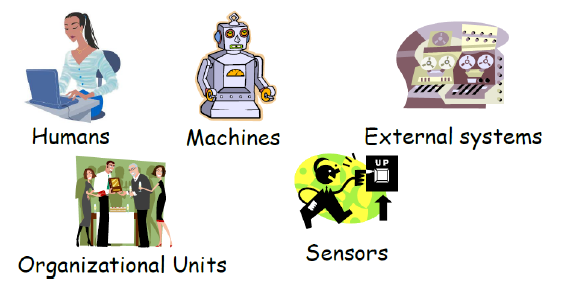 Humans
Machines
External systems
UP
Organizational Units
Sensors